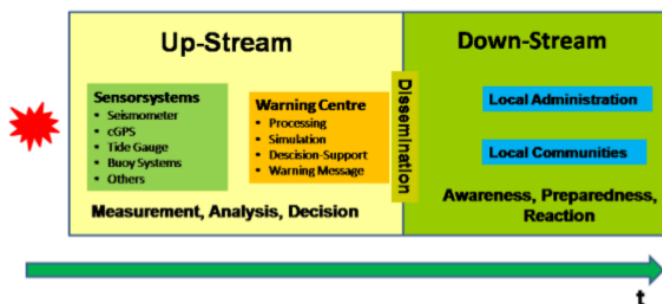 Up-Stream
Sensorsystems
• Seismometer
• cGPS
• Tide Gauge
• Buoy Systems
• Others
Warning Centre
• Processing
• Simulation
• Descision-Support
• Warning Message
Measurement, Analysis, Decision
Dissemination
Down-Stream
Local Administration
Local Communities
Awareness, Preparedness,
Reaction
t